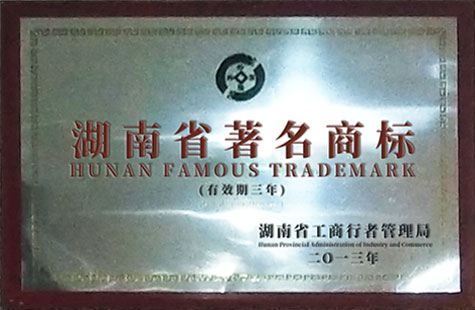 湖南省著名商标
HUNAN FAMOUS TRADEMARK
(有效期三年)
湖南省工商行者管理局
Hunan Provincial Administration of Industry and Commerce
二〇一三年